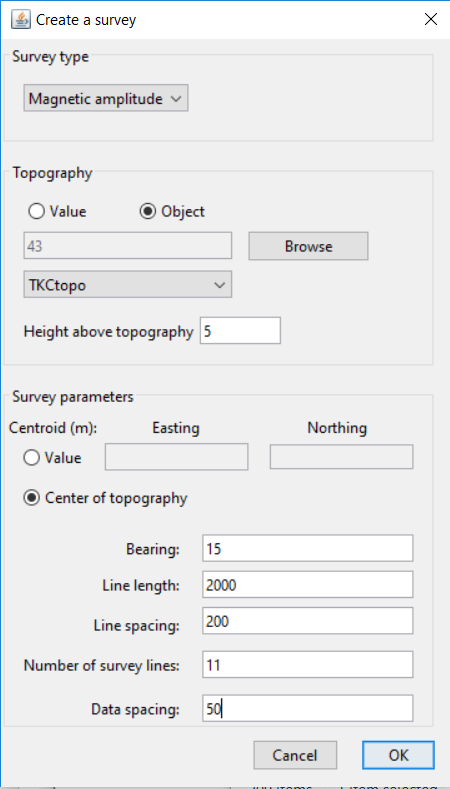 Create a survey
Survey type
Magnetic amplitude
Topography
Value Object
43 Browse
TKCtopo
Height above topography 5
Survey parameters
Centroid (m): Easting Northing
Value
Center of topography
Bearing: 15
Line length: 2000
Line spacing: 200
Number of survey lines: 11
Data spacing: 50
Cancel OK